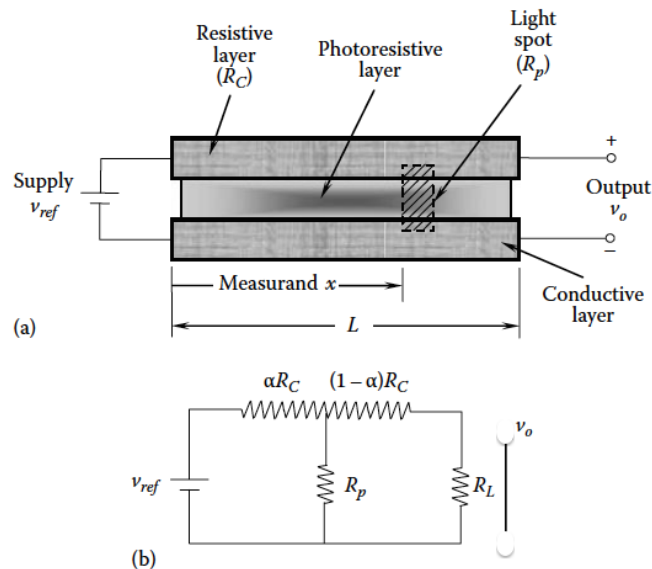 Resistive
layer
(R_C)
Photoresistive
layer
Light
spot
(R_p)
Supply
v_ref
+
Output
v_o
−
Measurand x
Conductive
layer
L
(a)
αR_C (1 – α)R_C
v_ref
R_p
R_L
v_o
(b)